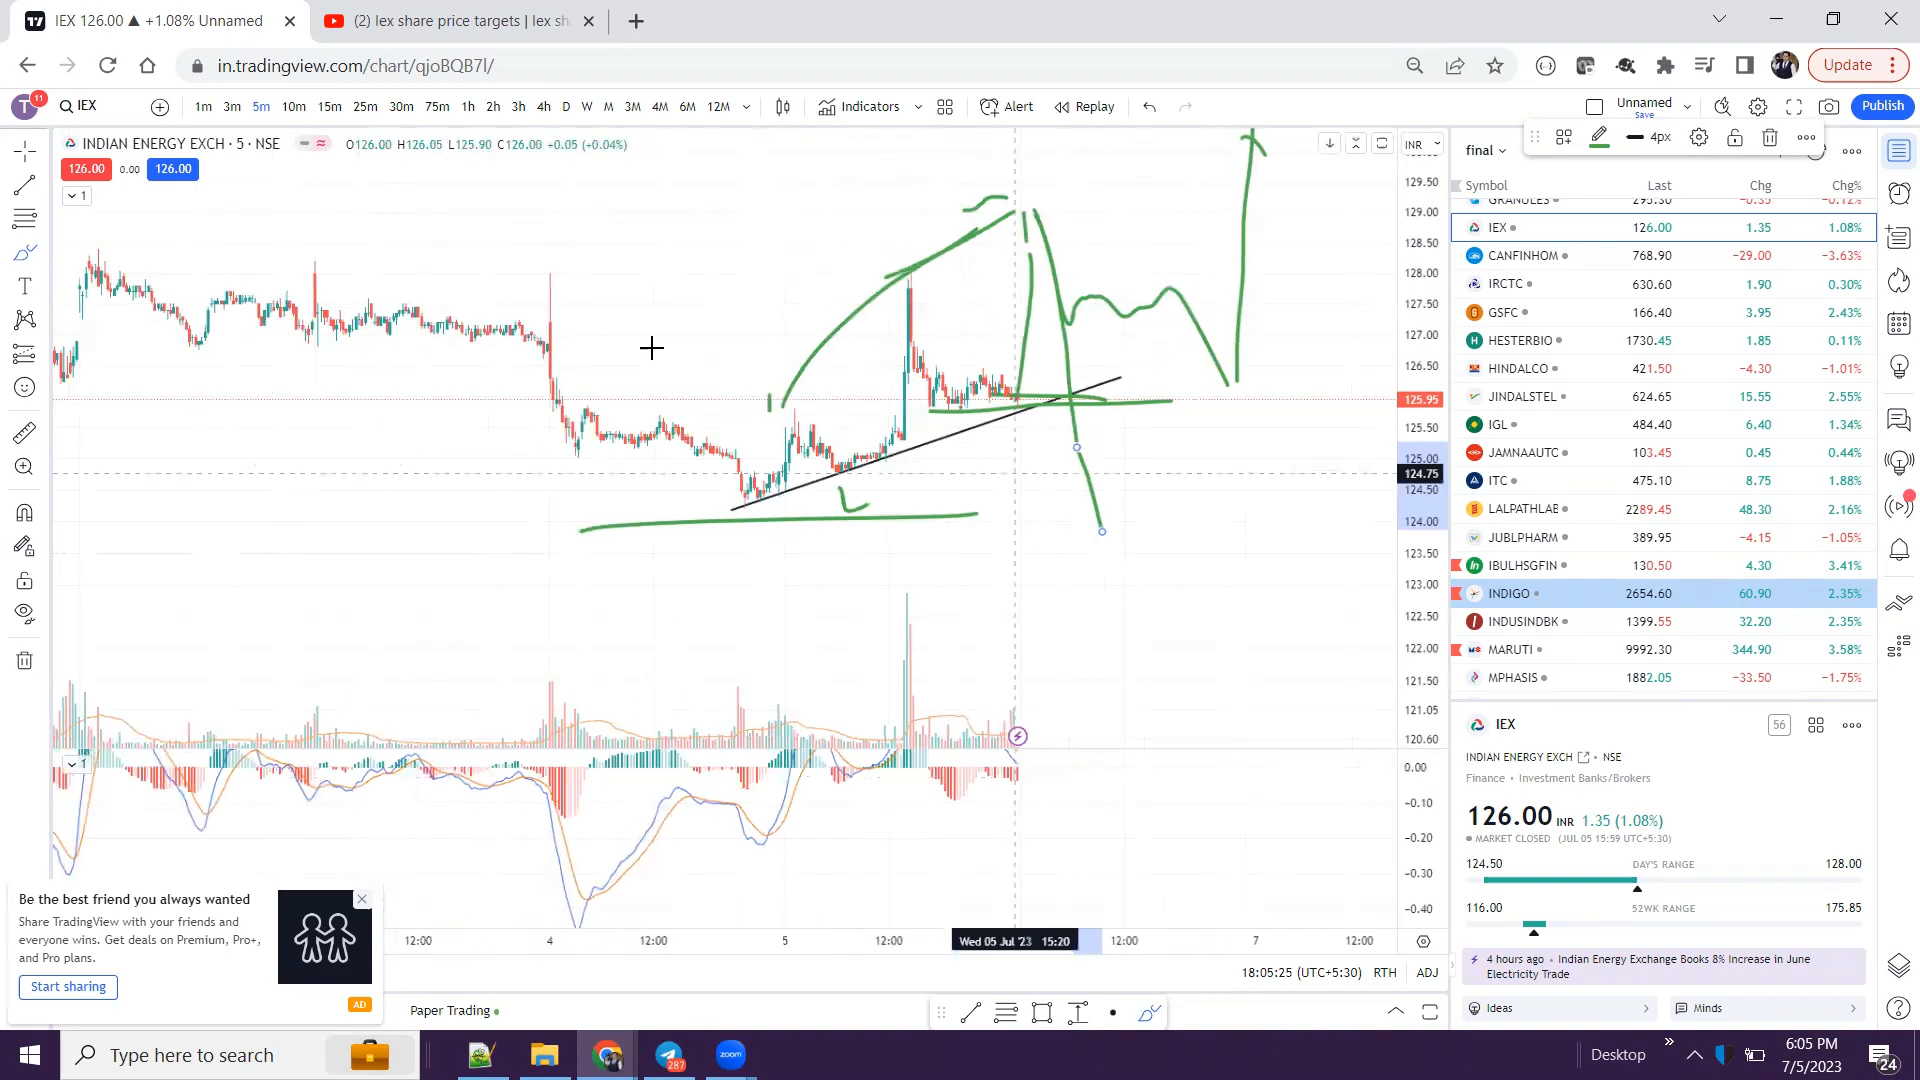 IEX 126.00 ▲ +1.08% Unnamed
(2) Iex share price targets | Iex sh
in.tradingview.com/chart/qjoBQB7l/
Update
T 11
IEX
1m 3m 5m 10m 15m 25m 30m 75m 1h 2h 3h 4h D W M 3M 4M 6M 12M
Indicators
Alert
Replay
Unnamed
Save
Publish
INDIAN ENERGY EXCH · 5 · NSE
O126.00 H126.05 L125.90 C126.00 +0.05 (+0.04%)
126.00 0.00 126.00
1
INR
4px
129.50
129.00
128.50
128.00
127.50
127.00
126.50
125.95
125.50
125.00
124.75
124.50
124.00
123.50
123.00
122.50
122.00
121.50
121.05
120.60
1
0.00
-0.10
-0.20
-0.30
-0.40
12:00 4 12:00 5 12:00 Wed 05 Jul '23 15:20 12:00 7 12:00
18:05:25 (UTC+5:30) RTH ADJ
Paper Trading
Be the best friend you always wanted
Share TradingView with your friends and
everyone wins. Get deals on Premium, Pro+,
and Pro plans.
Start sharing
AD
final
Symbol Last Chg Chg%
GRANULES 295.30 −0.35 −0.12%
IEX 126.00 1.35 1.08%
CANFINHOM 768.90 −29.00 −3.63%
IRCTC 630.60 1.90 0.30%
GSFC 166.40 3.95 2.43%
HESTERBIO 1730.45 1.85 0.11%
HINDALCO 421.50 −4.30 −1.01%
JINDALSTEL 624.65 15.55 2.55%
IGL 484.40 6.40 1.34%
JAMNAAUTO 103.45 0.45 0.44%
ITC 475.10 8.75 1.88%
LALPATHLAB 2289.45 48.30 2.16%
JUBLPHARM 389.95 −4.15 −1.05%
IBULHSGFIN 130.50 4.30 3.41%
INDIGO 2654.60 60.90 2.35%
INDUSINDBK 1399.55 32.20 2.35%
MARUTI 9992.30 344.90 3.58%
MPHASIS 1882.05 −33.50 −1.75%
IEX
56
INDIAN ENERGY EXCH • NSE
Finance • Investment Banks/Brokers
126.00 INR 1.35 (1.08%)
MARKET CLOSED (JUL 05 15:59 UTC+5:30)
124.50 DAY'S RANGE 128.00
116.00 52WK RANGE 175.85
4 hours ago • Indian Energy Exchange Books 8% Increase in June
Electricity Trade
Ideas
Minds
Type here to search
287
zoom
Desktop
6:05 PM
7/5/2023
24